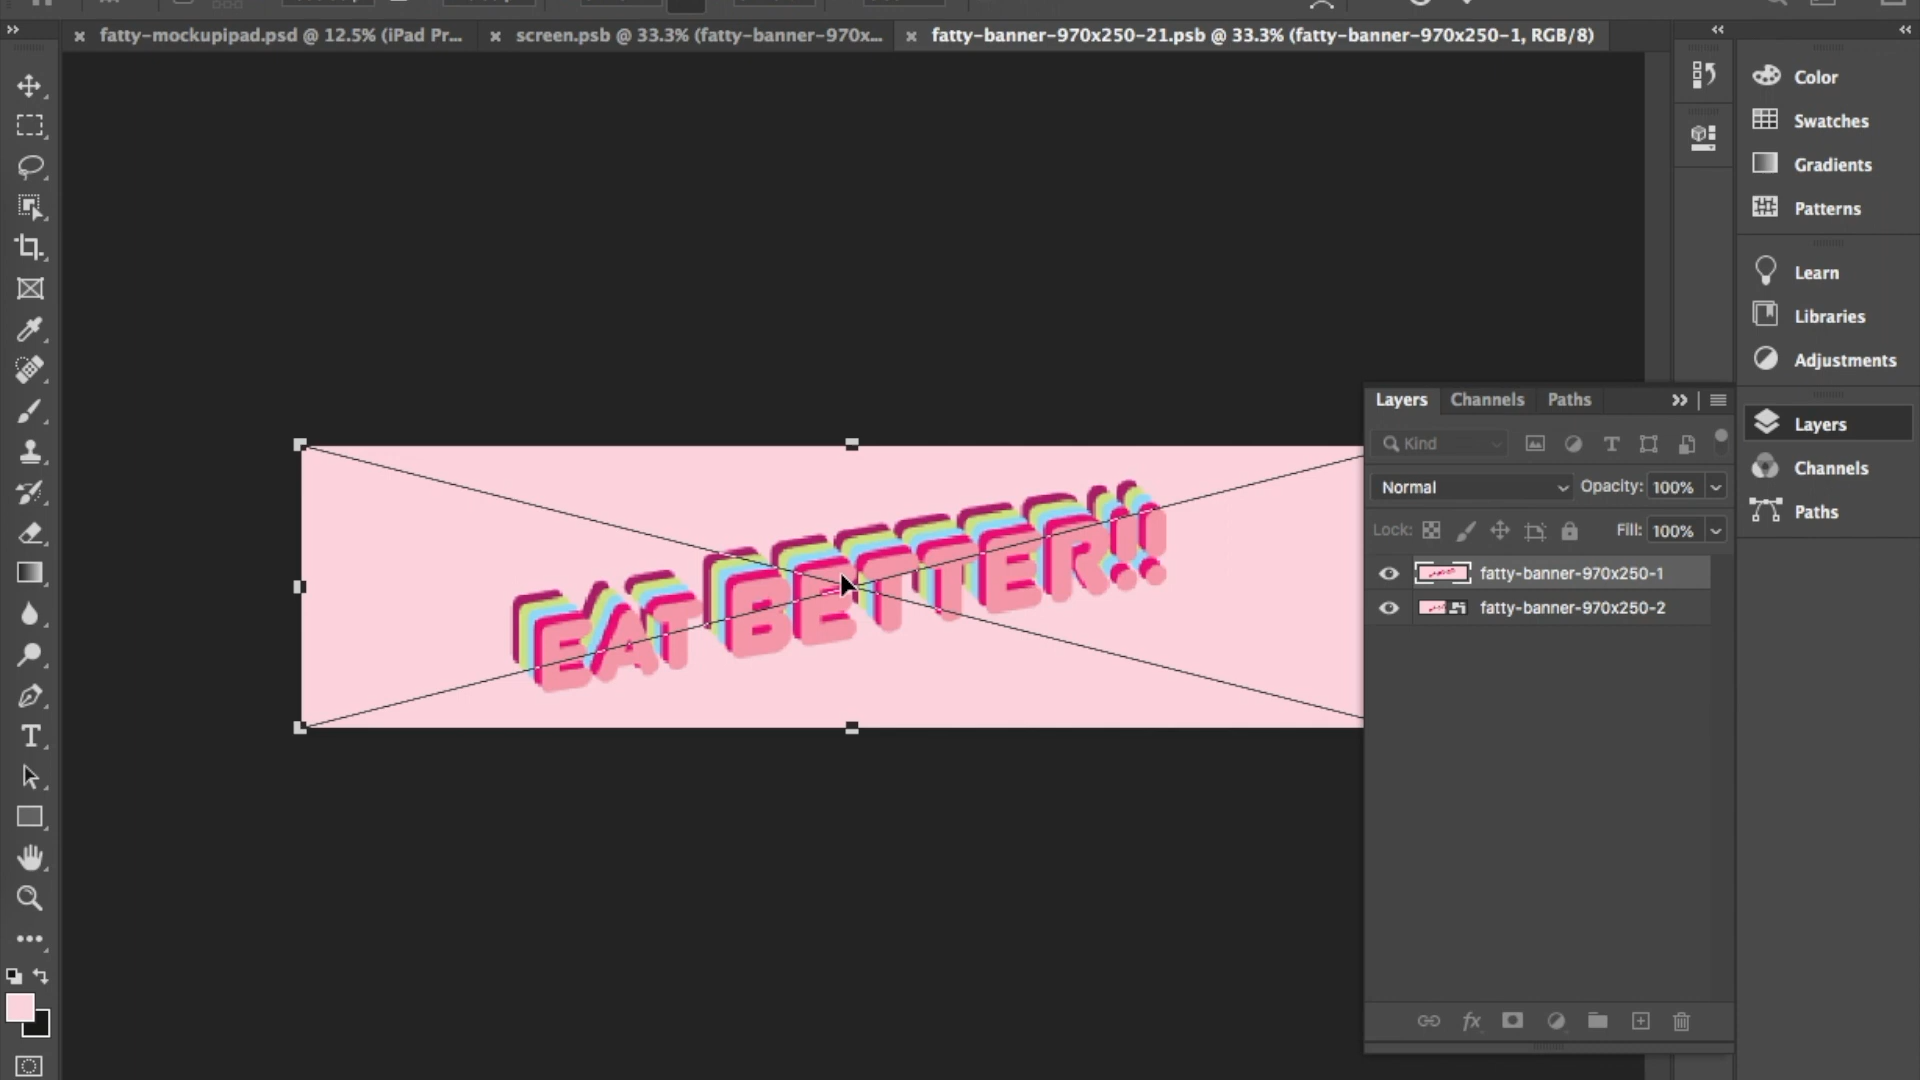 fatty-mockupipad.psd @ 12.5% (iPad Pr...
screen.psb @ 33.3% (fatty-banner-970x...
fatty-banner-970x250-21.psb @ 33.3% (fatty-banner-970x250-1, RGB/8)
Color
Swatches
Gradients
Patterns
Learn
Libraries
Adjustments
Layers
Channels
Paths
EAT BETTER!!
Layers Channels Paths
Kind
Normal Opacity: 100%
Lock: Fill: 100%
fatty-banner-970x250-1
fatty-banner-970x250-2